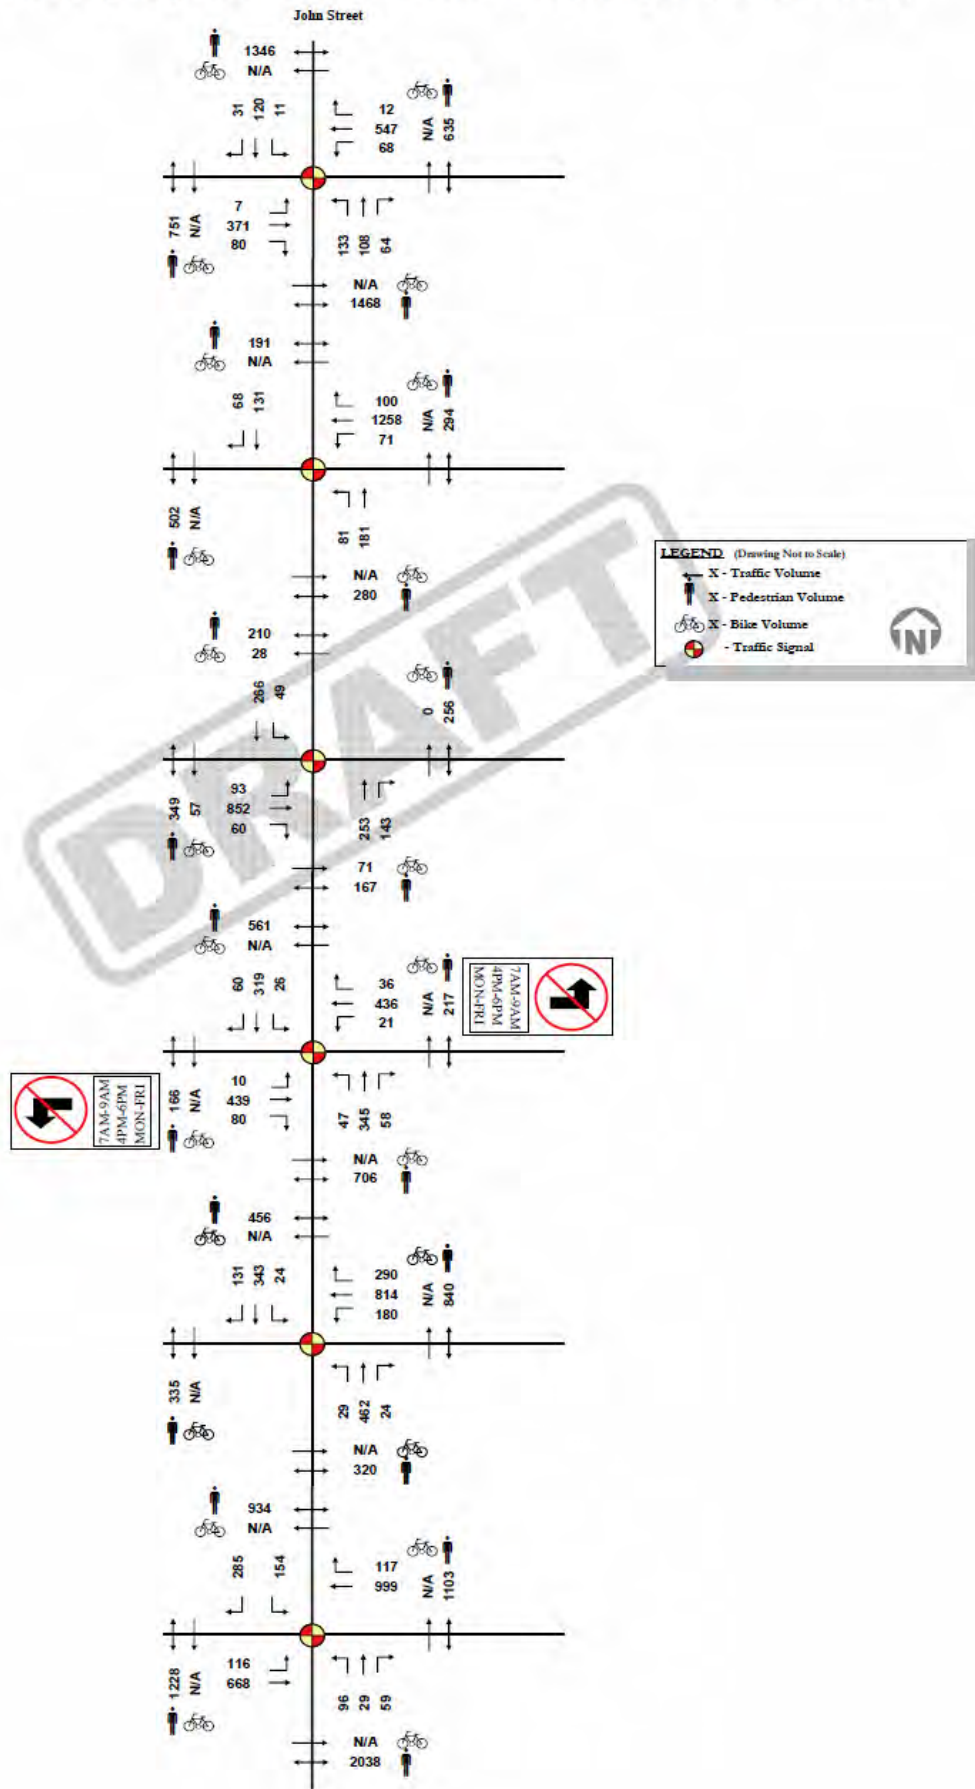 John Street
1346
N/A
31 120 11
12
547
68
N/A
635
751
N/A
7
371
80
133 108 64
N/A
1468
191
N/A
68 131
100
1258
71
N/A
294
502
N/A
81 181
N/A
280
210
28
266 49
0
256
349
57
93
852
60
253 143
71
167
561
N/A
60 319 26
36
436
21
N/A
217
7AM-9AM
4PM-6PM
MON-FRI
7AM-9AM
4PM-6PM
MON-FRI
166
N/A
10
439
80
47 345 58
N/A
706
456
N/A
131 343 24
290
814
180
N/A
840
335
N/A
29 462 24
N/A
320
934
N/A
285 154
117
999
N/A
1103
1228
N/A
116
668
96 29 59
N/A
2038
LEGEND (Drawing Not to Scale)
X - Traffic Volume
X - Pedestrian Volume
X - Bike Volume
- Traffic Signal
N
DRAFT